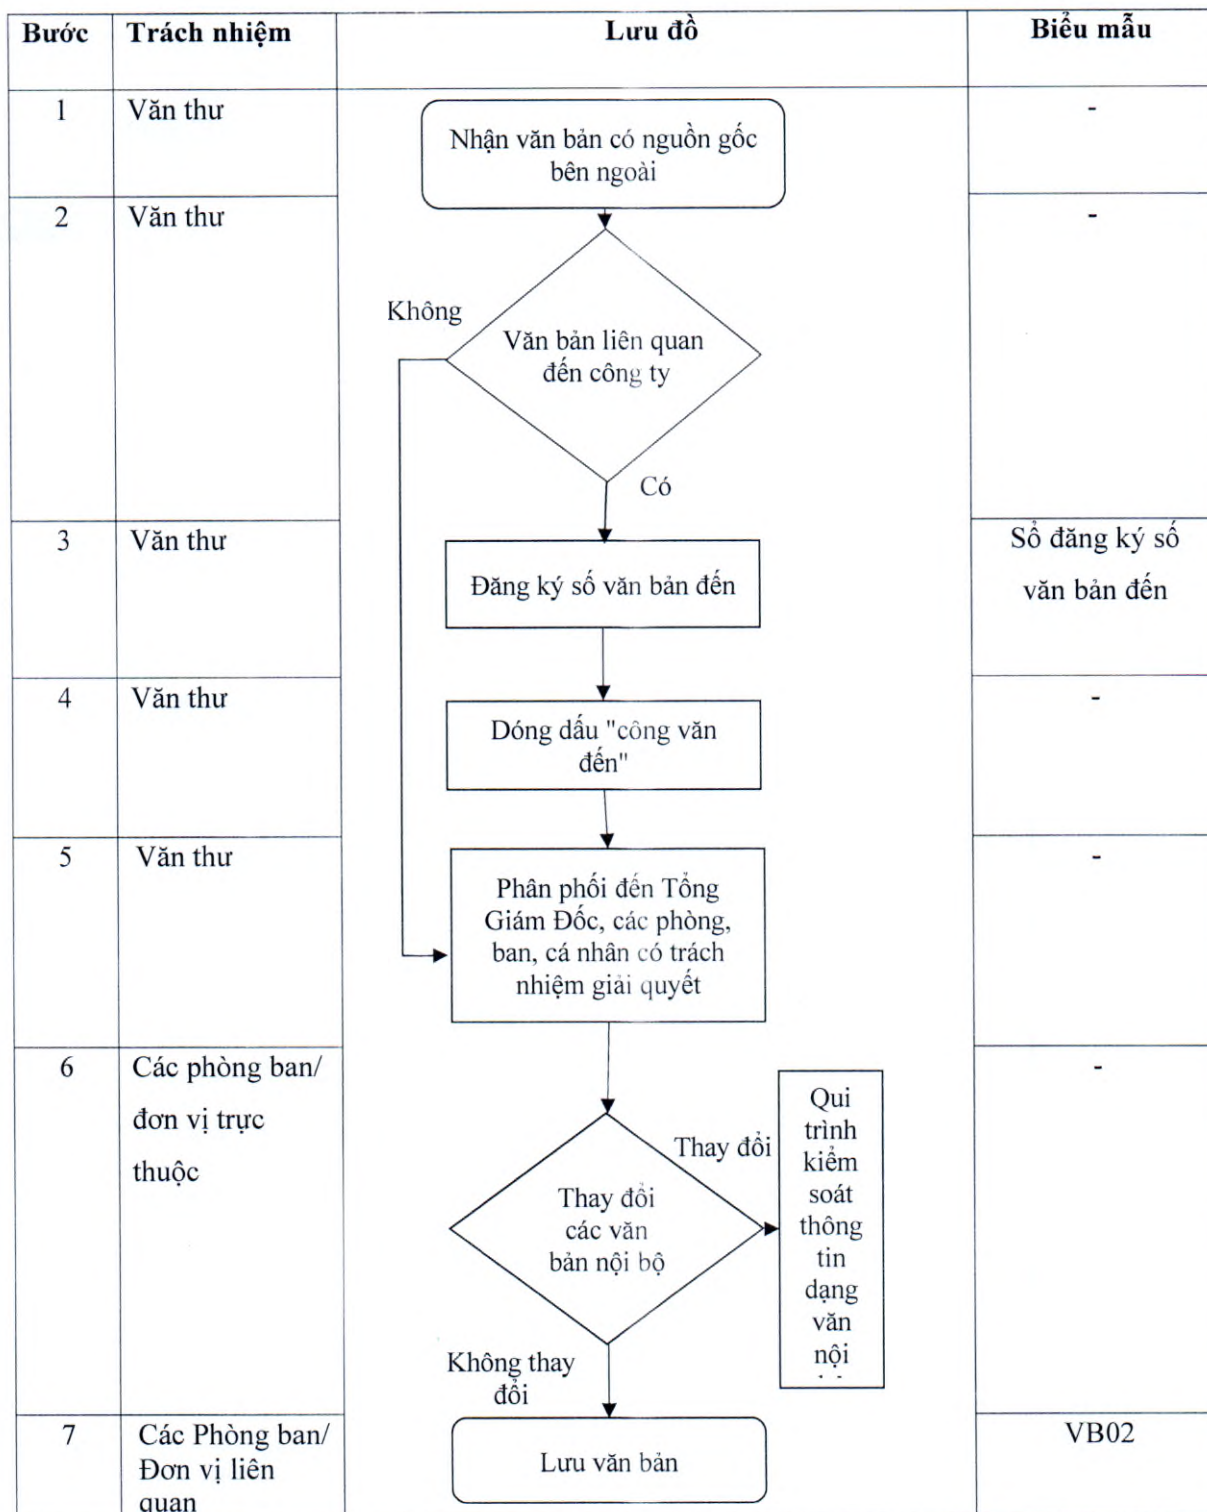 Bước
Trách nhiệm
Lưu đồ
Biểu mẫu
1
Văn thư
Nhận văn bản có nguồn gốc
bên ngoài
-
2
Văn thư
-
Không
Văn bản liên quan
đến công ty
Có
3
Văn thư
Đăng ký số văn bản đến
Sổ đăng ký số
văn bản đến
4
Văn thư
Dóng dấu "công văn
đến"
-
5
Văn thư
Phân phối đến Tổng
Giám Đốc, các phòng,
ban, cá nhân có trách
nhiệm giải quyết
-
6
Các phòng ban/
đơn vị trực
thuộc
Thay đổi
các văn
bản nội bộ
Thay đổi
Qui
trình
kiểm
soát
thông
tin
dạng
văn
nội
-
Không thay
đổi
7
Các Phòng ban/
Đơn vị liên
quan
Lưu văn bản
VB02